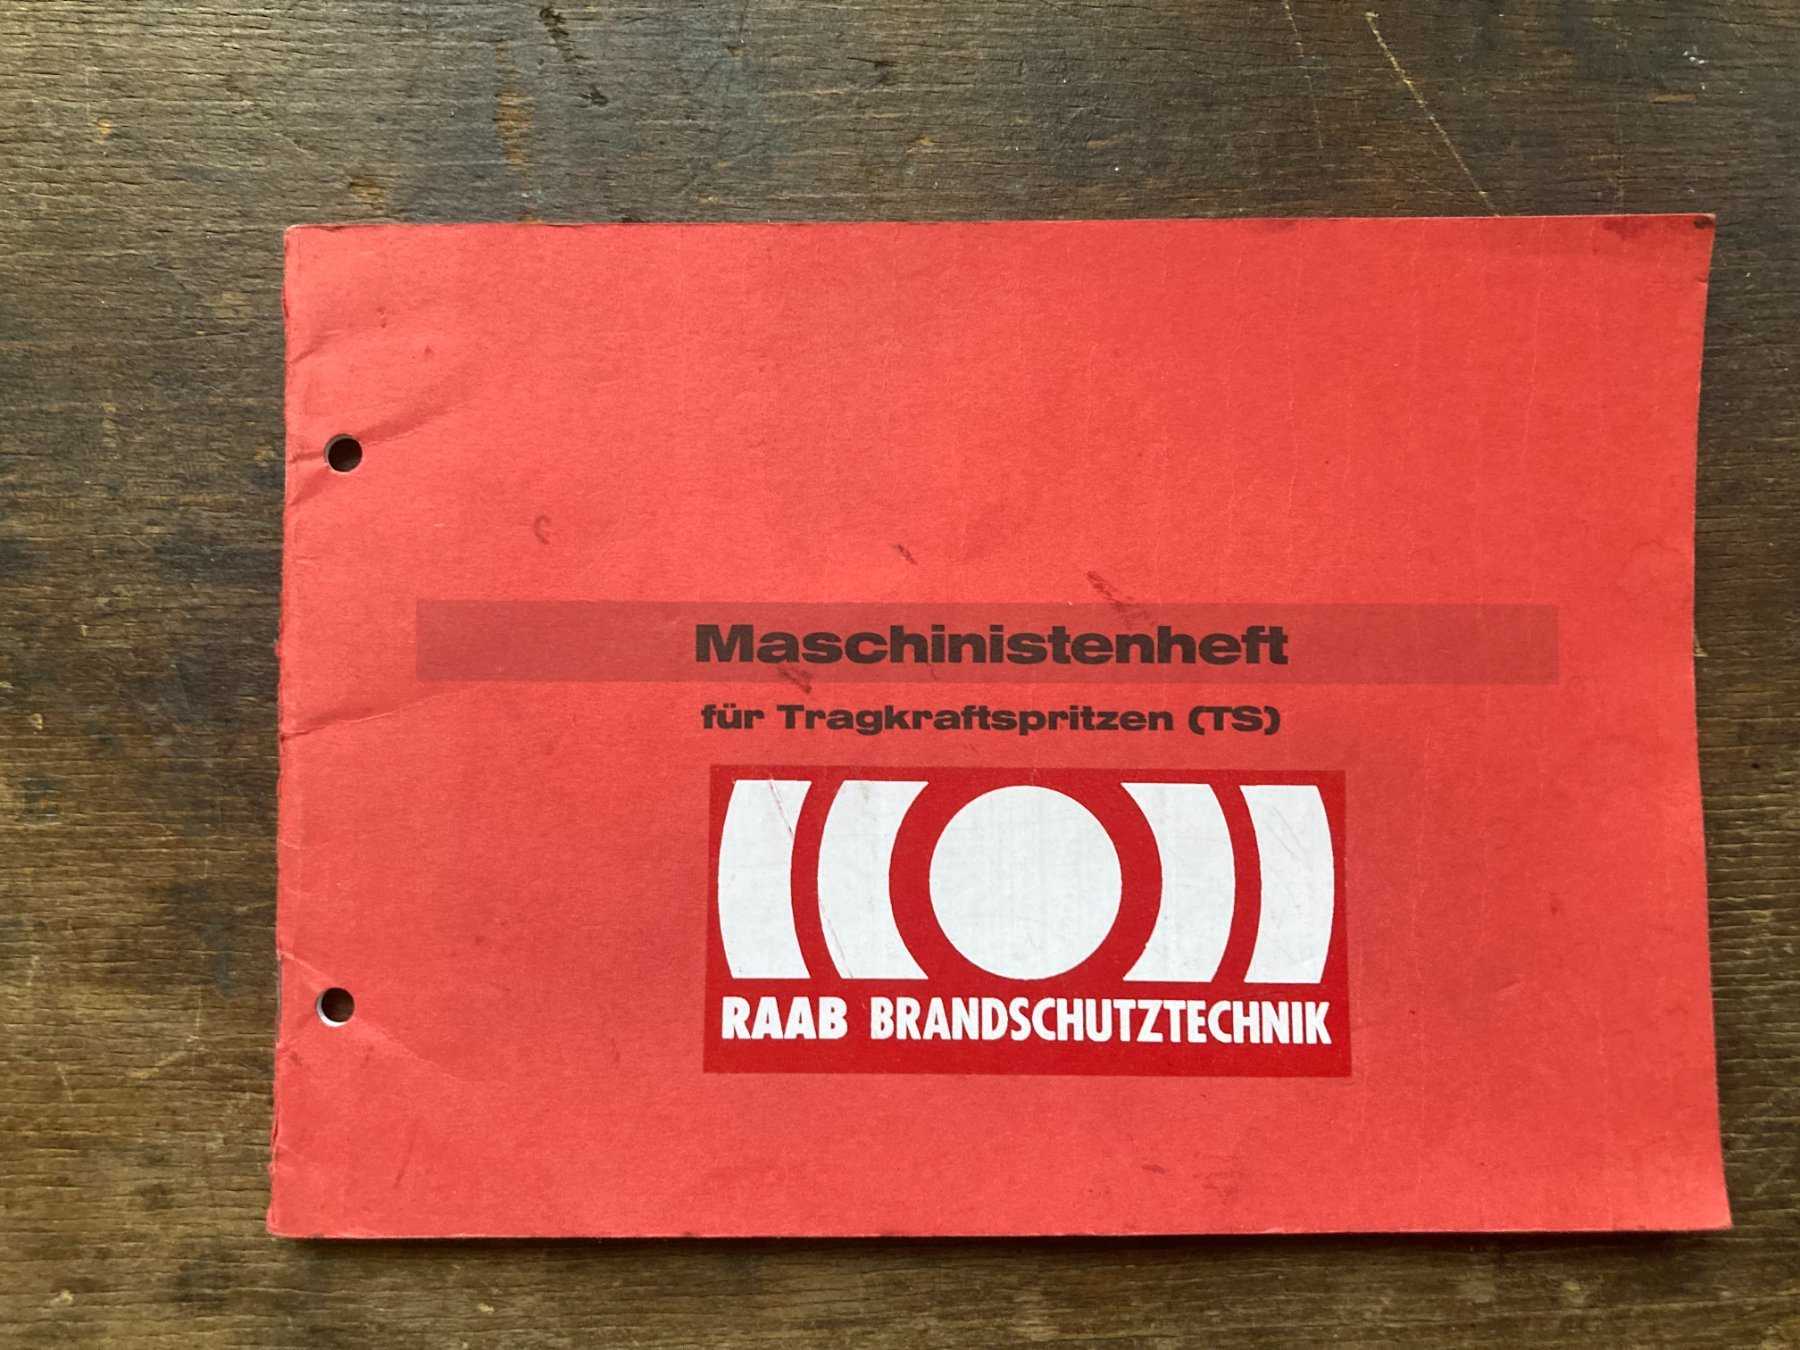 Maschinistenheft
für Tragkraftspritzen (TS)
RAAB BRANDSCHUTZTECHNIK